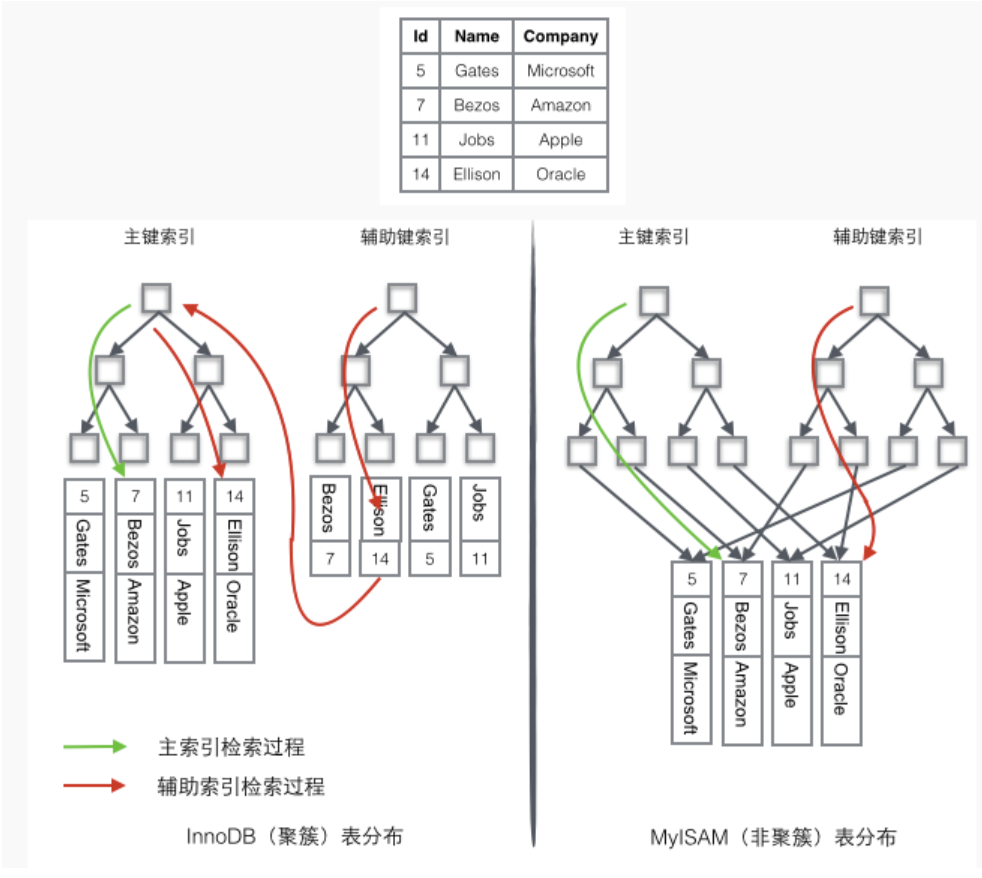 Id Name Company
5 Gates Microsoft
7 Bezos Amazon
11 Jobs Apple
14 Ellison Oracle
主键索引 辅助键索引 主键索引 辅助键索引
5 7 11 14
Gates Bezos Jobs Ellison
Microsoft Amazon Apple Oracle
Bezos Ellison Gates Jobs
7 14 5 11
5 7 11 14
Gates Bezos Jobs Ellison
Microsoft Amazon Apple Oracle
主索引检索过程
辅助索引检索过程
InnoDB（聚簇）表分布
MyISAM（非聚簇）表分布